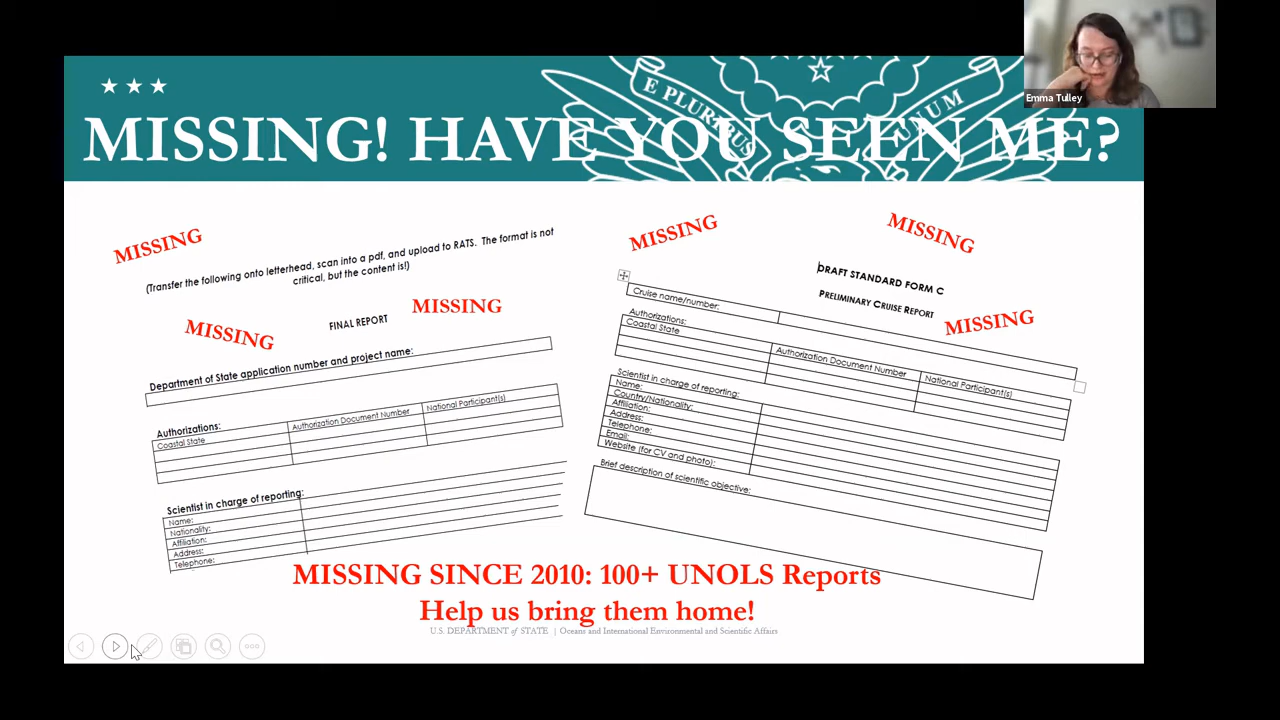 Emma Tulley
E PLURIBUS UNUM
MISSING! HAVE YOU SEEN ME?
MISSING
(Transfer the following onto letterhead, scan into a pdf, and upload to RATS. The format is not
critical, but the content is!)
MISSING
MISSING
FINAL REPORT
Department of State application number and project name:
Authorizations:
Coastal State
Authorization Document Number
National Participant(s)
Scientist in charge of reporting:
Name:
Nationality:
Affiliation:
Address:
Telephone:
MISSING
MISSING
DRAFT STANDARD FORM C
PRELIMINARY CRUISE REPORT
MISSING
Cruise name/number:
Authorizations:
Coastal State
Authorization Document Number
National Participant(s)
Scientist in charge of reporting:
Name:
Country/Nationality:
Affiliation:
Address:
Telephone:
Email:
Website (for CV and photo):
Brief description of scientific objective:
MISSING SINCE 2010: 100+ UNOLS Reports
Help us bring them home!
U.S. DEPARTMENT of STATE | Oceans and International Environmental and Scientific Affairs